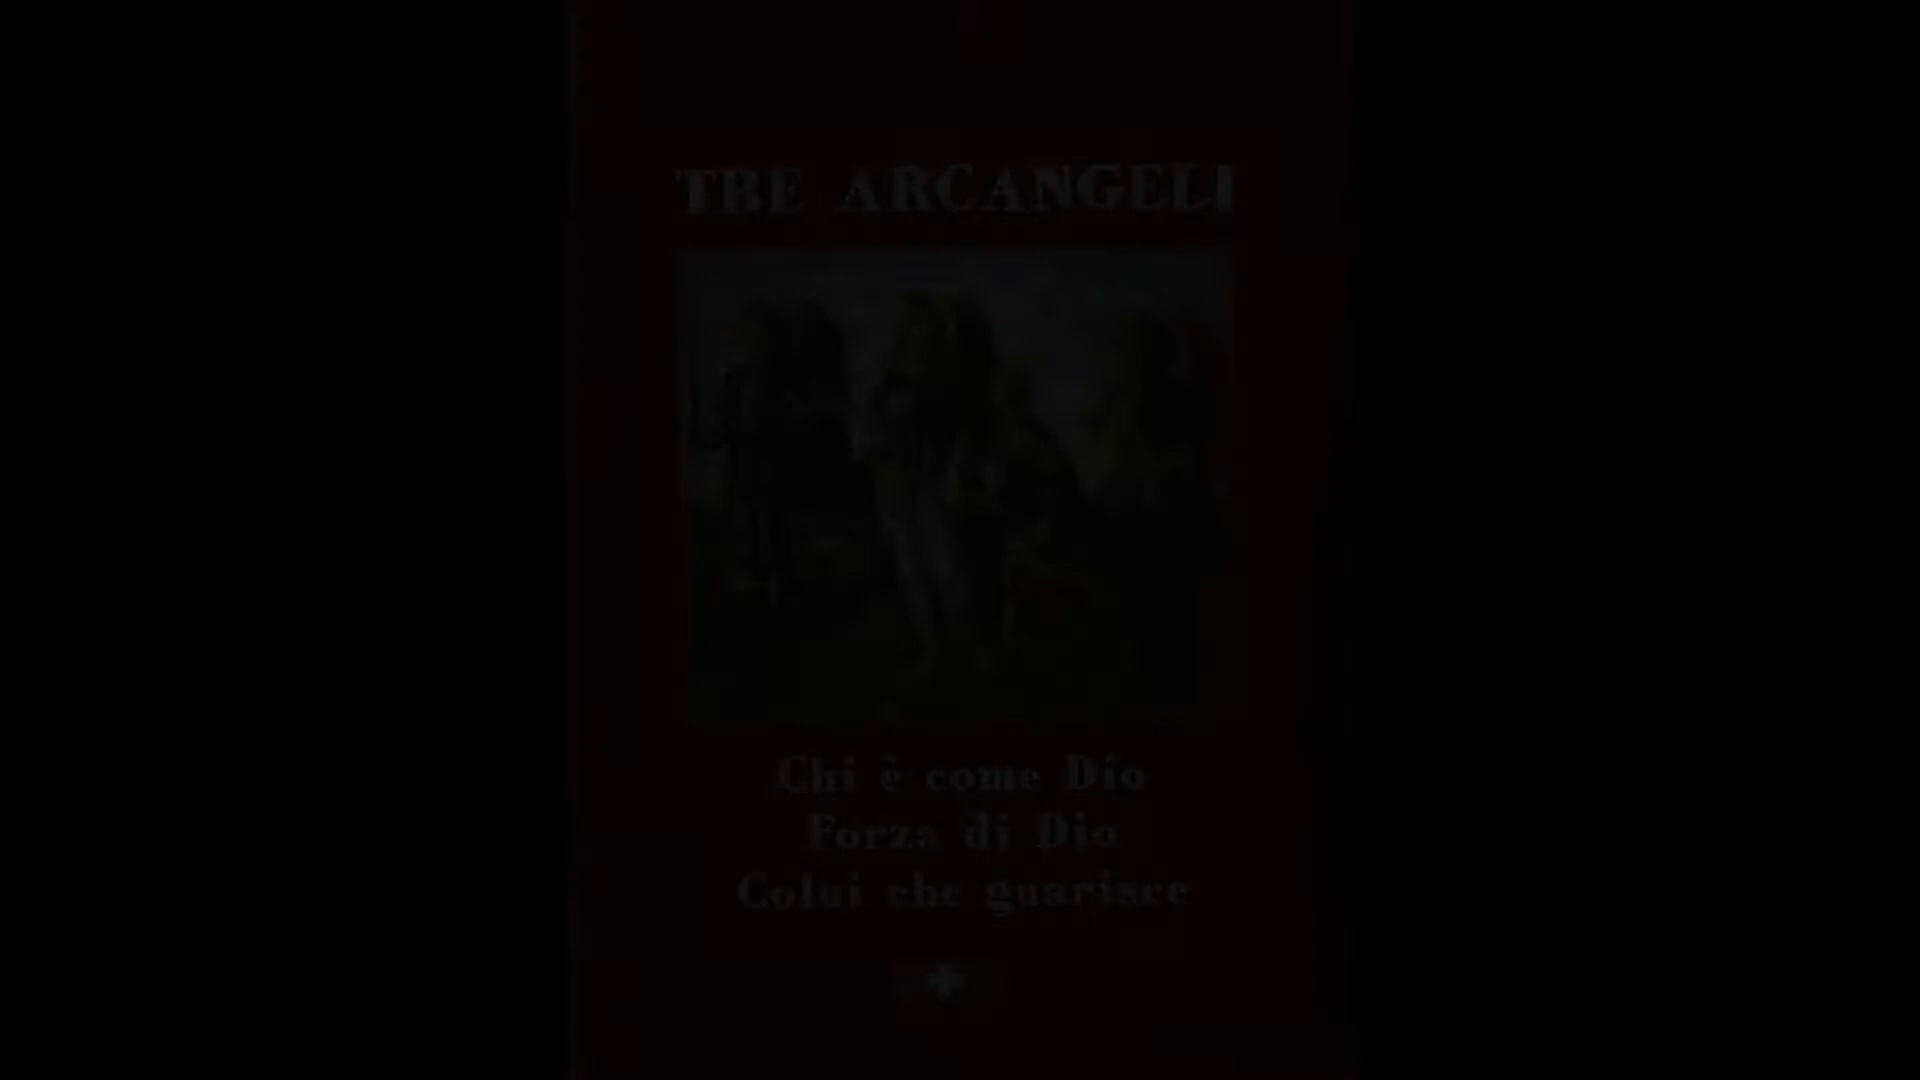 TRE ARCANGELI
Chi è come Dio
Forza di Dio
Colui che guarisce